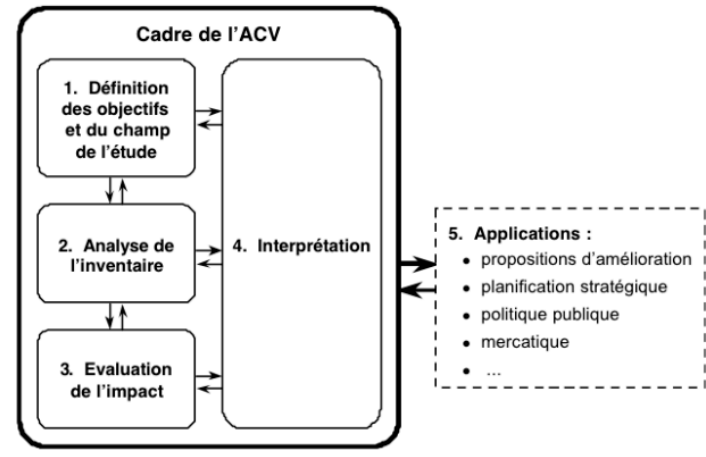 Cadre de l'ACV
1. Définition
des objectifs
et du champ
de l'étude
2. Analyse de
l'inventaire
3. Evaluation
de l'impact
4. Interprétation
5. Applications :
• propositions d'amélioration
• planification stratégique
• politique publique
• mercatique
• ...